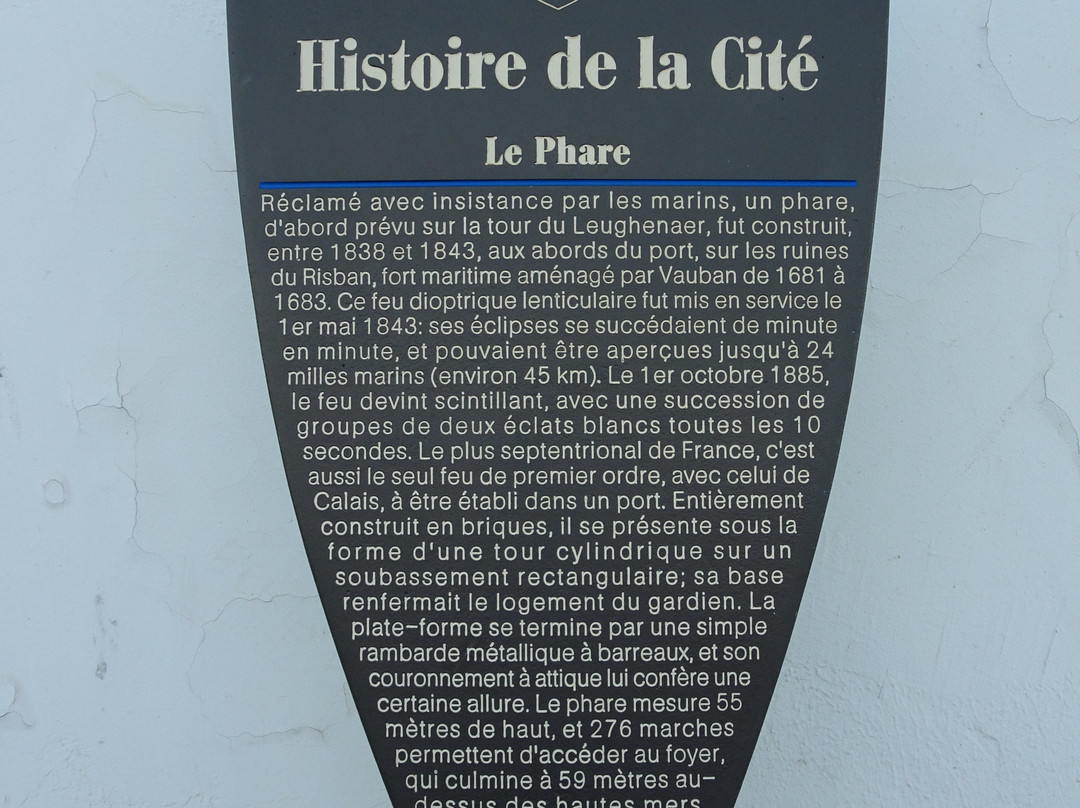 Histoire de la Cité
Le Phare
Réclamé avec insistance par les marins, un phare,
d'abord prévu sur la tour du Leughenaer, fut construit,
entre 1838 et 1843, aux abords du port, sur les ruines
du Risban, fort maritime aménagé par Vauban de 1681 à
1683. Ce feu dioptrique lenticulaire fut mis en service le
1er mai 1843: ses éclipses se succédaient de minute
en minute, et pouvaient être aperçues jusqu'à 24
milles marins (environ 45 km). Le 1er octobre 1885,
le feu devint scintillant, avec une succession de
groupes de deux éclats blancs toutes les 10
secondes. Le plus septentrional de France, c'est
aussi le seul feu de premier ordre, avec celui de
Calais, à être établi dans un port. Entièrement
construit en briques, il se présente sous la
forme d'une tour cylindrique sur un
soubassement rectangulaire; sa base
renfermait le logement du gardien. La
plate-forme se termine par une simple
rambarde métallique à barreaux, et son
couronnement à attique lui confère une
certaine allure. Le phare mesure 55
mètres de haut, et 276 marches
permettent d'accéder au foyer,
qui culmine à 59 mètres au-
dessus des hautes mers